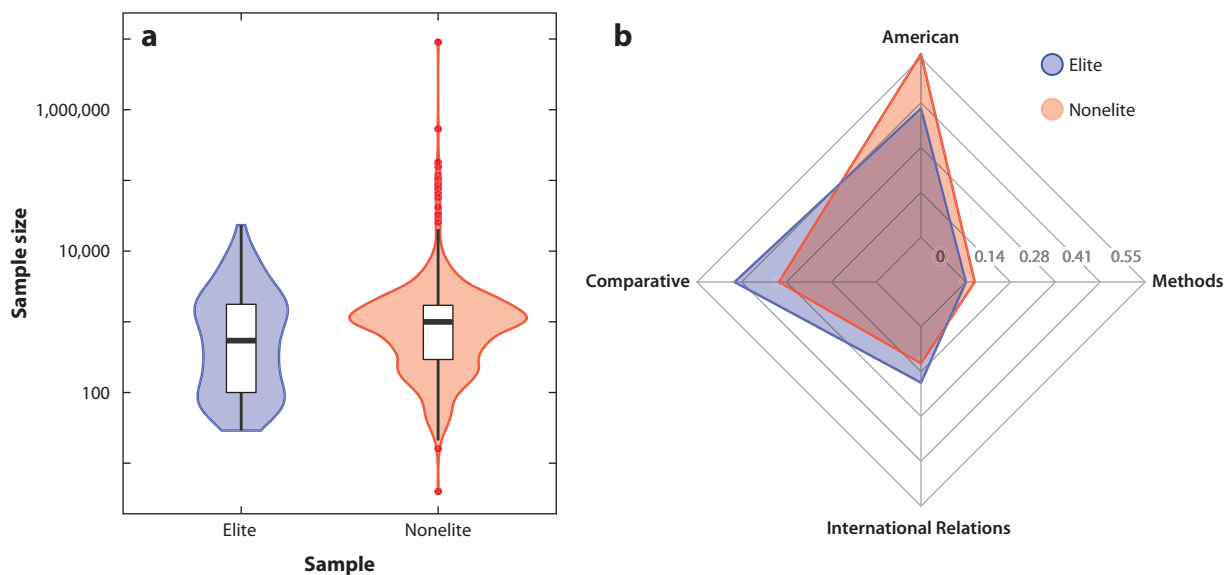 a
Sample size
1,000,000
10,000
100
Elite
Nonelite
Sample
b
American
Elite
Nonelite
Comparative
0 0.14 0.28 0.41 0.55
Methods
International Relations